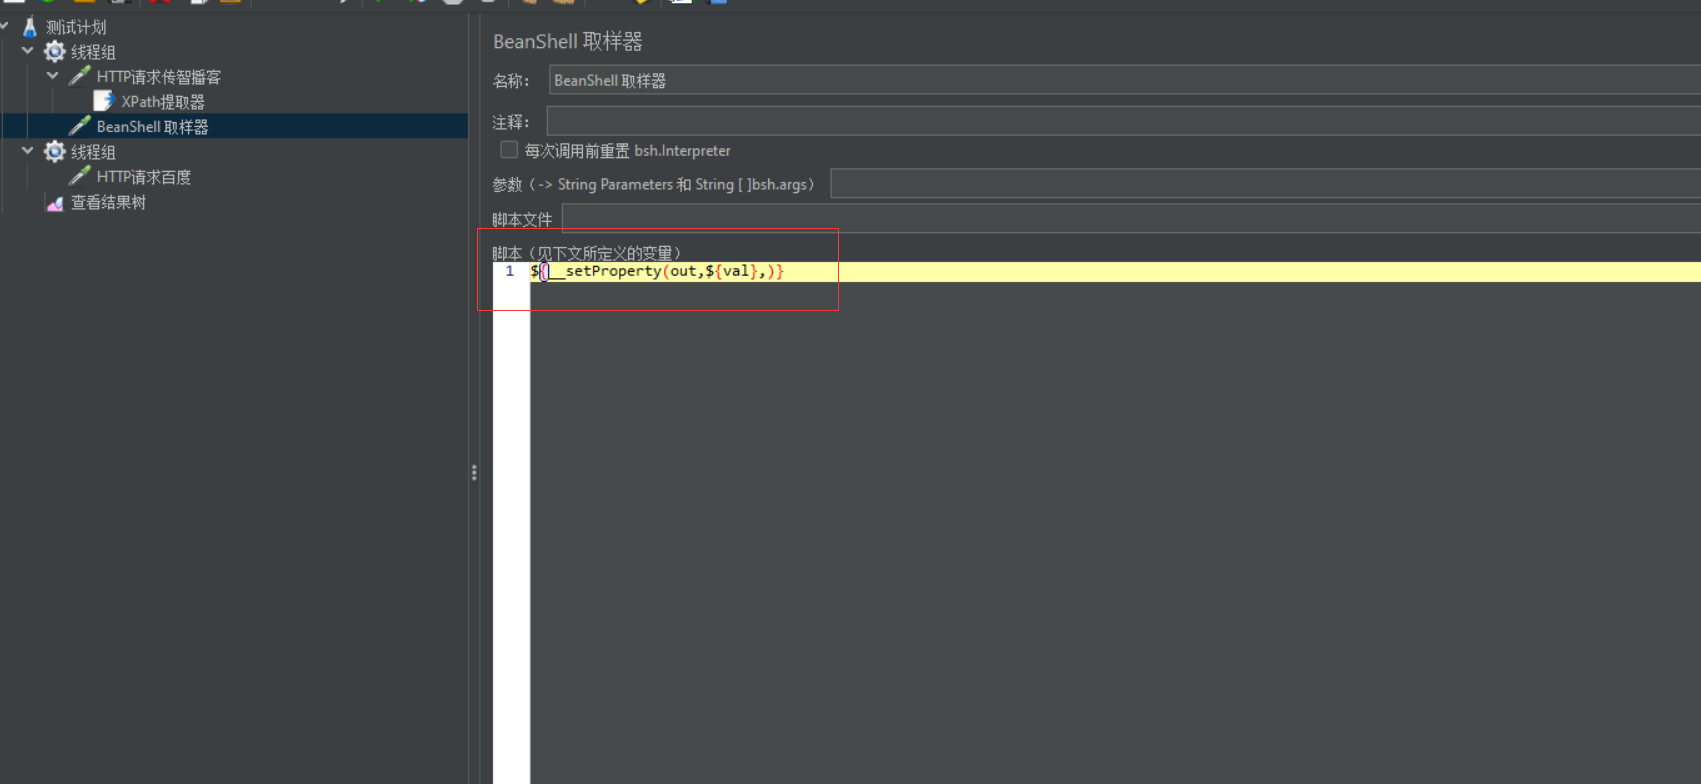 测试计划
线程组
HTTP请求传智播客
XPath提取器
BeanShell 取样器
线程组
HTTP请求百度
查看结果树
BeanShell 取样器
名称： BeanShell 取样器
注释：
每次调用前重置 bsh.Interpreter
参数（-> String Parameters 和 String [ ]bsh.args）
脚本文件
脚本（见下文所定义的变量）
1 ${__setProperty(out,${val},)}